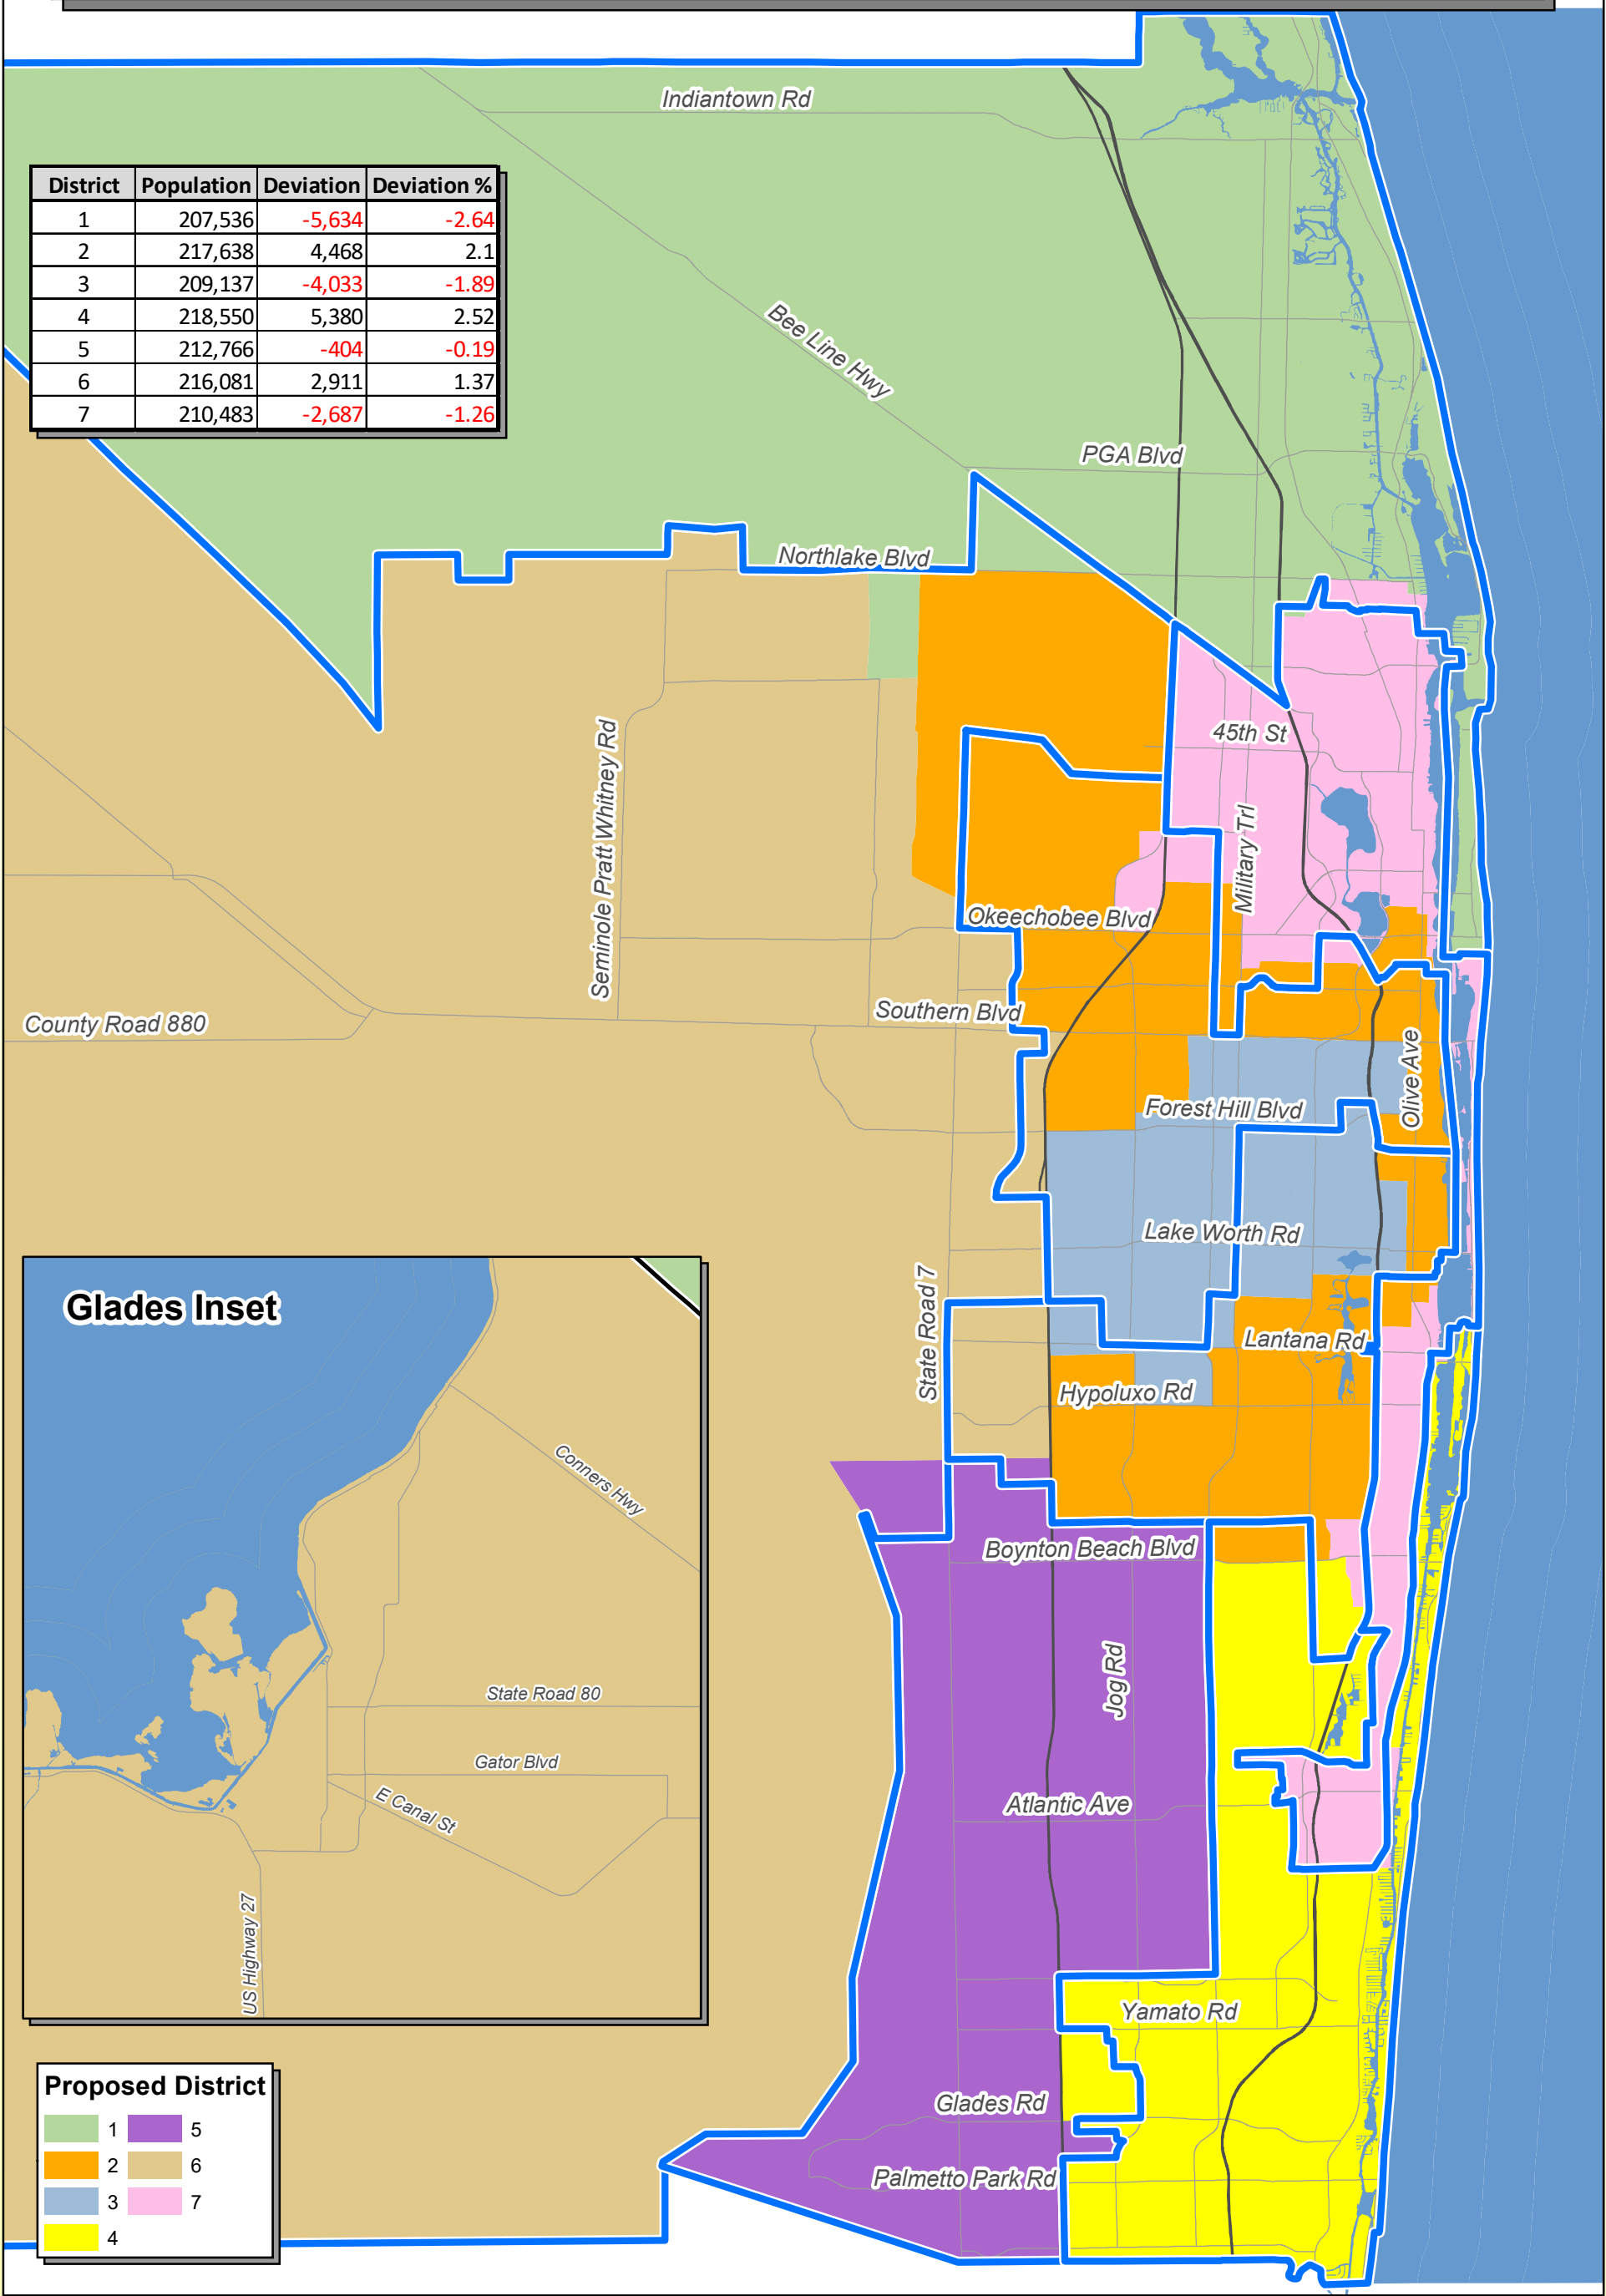 Indiantown Rd
District Population Deviation Deviation %
1 207,536 -5,634 -2.64
2 217,638 4,468 2.1
3 209,137 -4,033 -1.89
4 218,550 5,380 2.52
5 212,766 -404 -0.19
6 216,081 2,911 1.37
7 210,483 -2,687 -1.26
Bee Line Hwy
PGA Blvd
Northlake Blvd
45th St
Seminole Pratt Whitney Rd
Military Trl
Okeechobee Blvd
Southern Blvd
County Road 880
Olive Ave
Forest Hill Blvd
Lake Worth Rd
State Road 7
Lantana Rd
Hypoluxo Rd
Glades Inset
Conners Hwy
State Road 80
Gator Blvd
E Canal St
US Highway 27
Boynton Beach Blvd
Jog Rd
Atlantic Ave
Yamato Rd
Glades Rd
Palmetto Park Rd
Proposed District
1 5
2 6
3 7
4